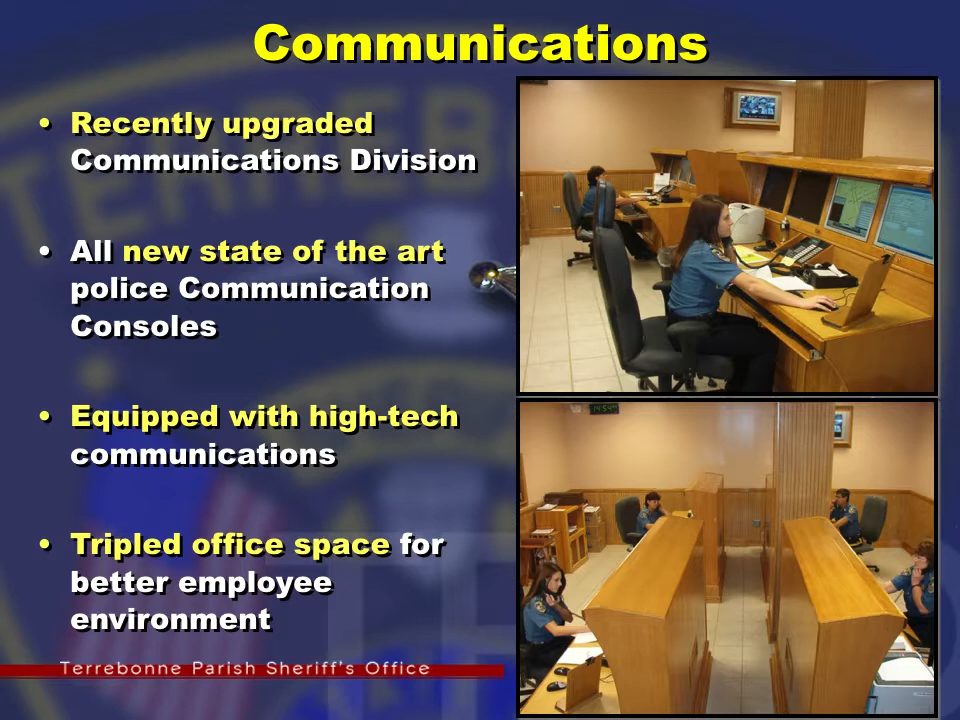 Communications
• Recently upgraded
Communications Division
• All new state of the art
police Communication
Consoles
• Equipped with high-tech
communications
• Tripled office space for
better employee
environment
Terrebonne Parish Sheriff's Office